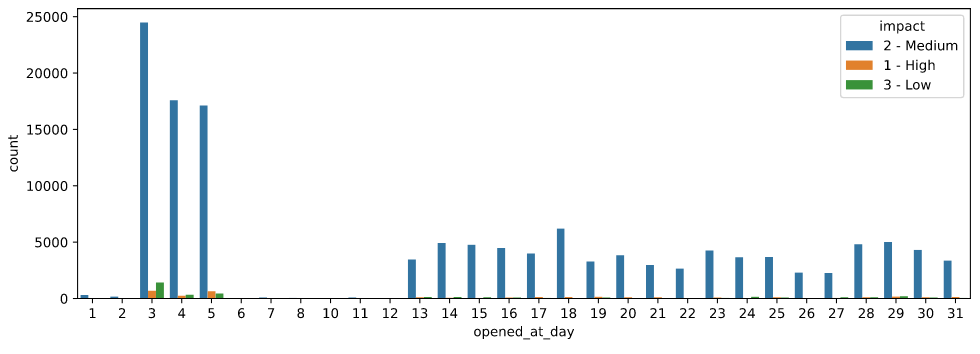 impact
2 - Medium
1 - High
3 - Low
25000
20000
15000
10000
5000
0
count
1 2 3 4 5 6 7 8 9 10 11 12 13 14 15 16 17 18 19 20 21 22 23 24 25 26 27 28 29 30 31
opened_at_day